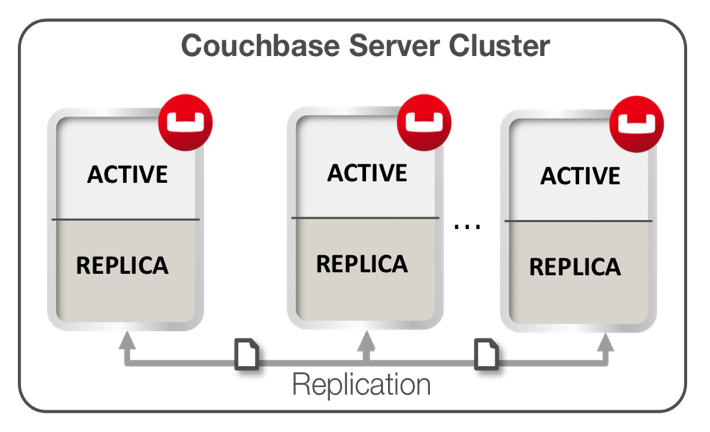 Couchbase Server Cluster
ACTIVE
REPLICA
ACTIVE
REPLICA
...
ACTIVE
REPLICA
Replication